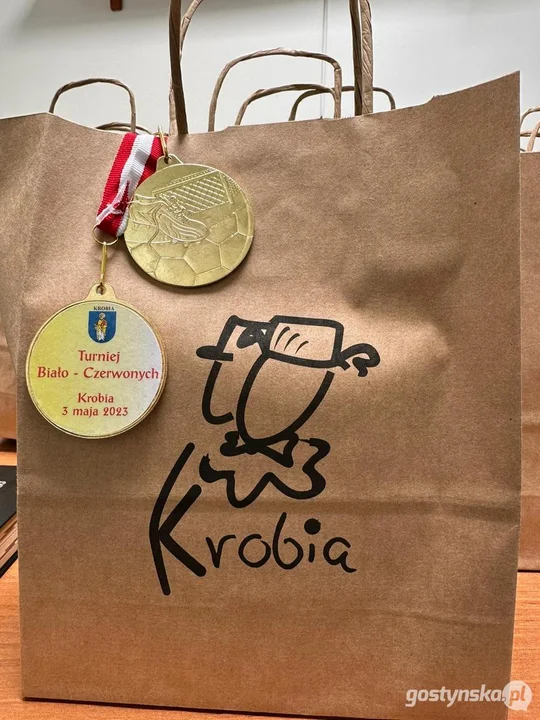 KROBIA
Turniej
Biało - Czerwonych
Krobia
3 maja 2023
Krobia
gostynska.pl